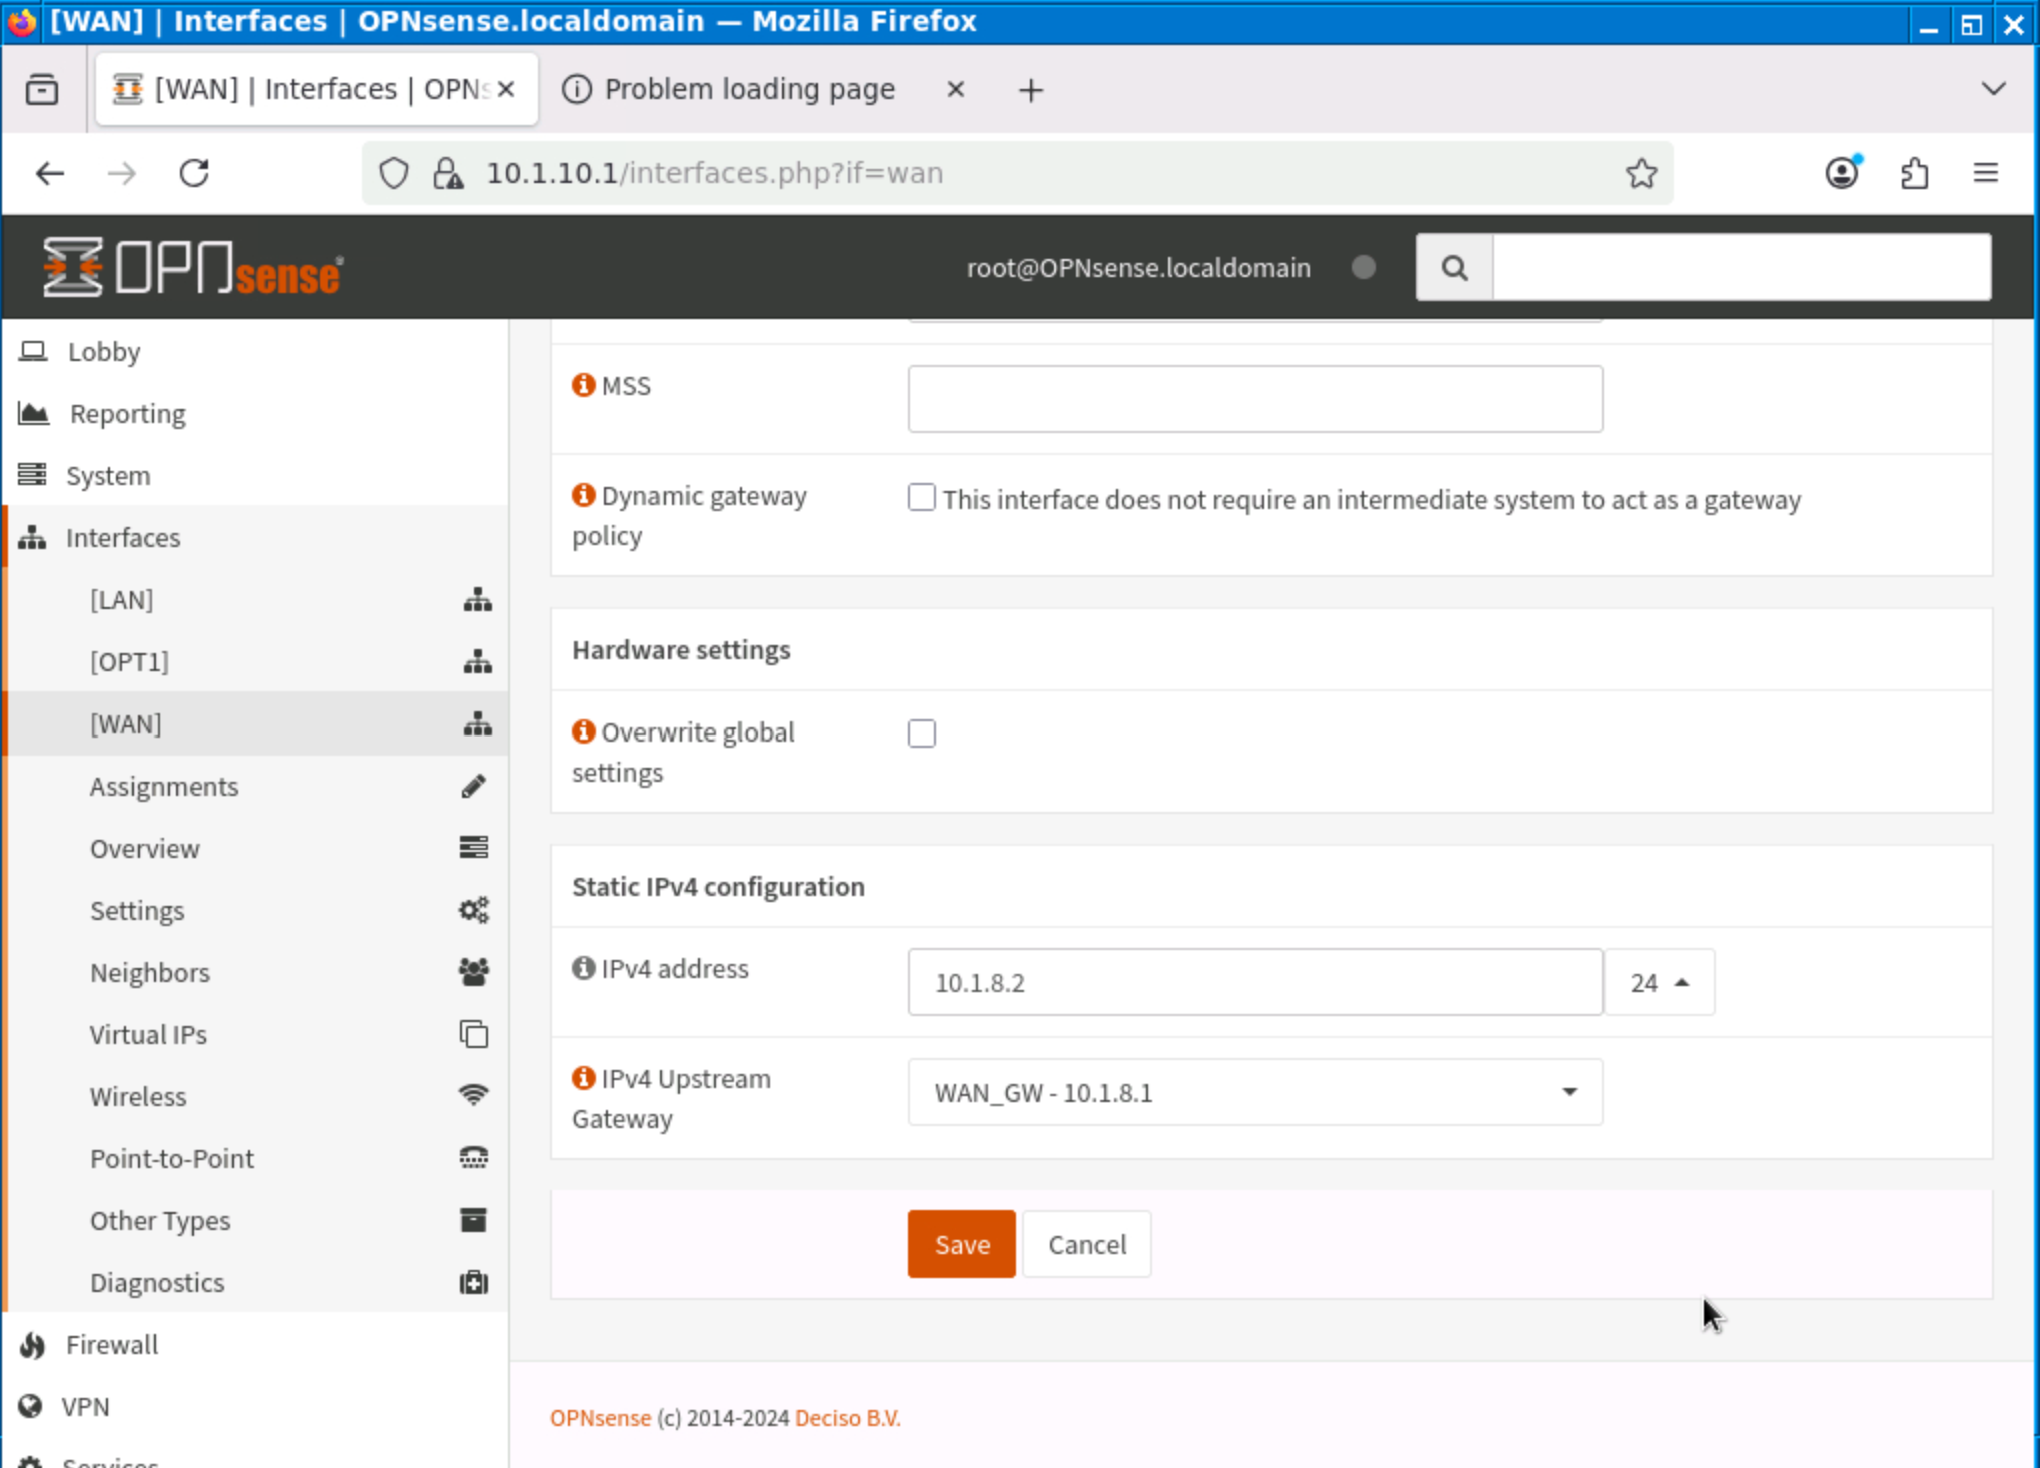 [WAN] | Interfaces | OPNsense.localdomain — Mozilla Firefox
[WAN] | Interfaces | OPNs
Problem loading page
10.1.10.1/interfaces.php?if=wan
OPNsense
root@OPNsense.localdomain
Lobby
Reporting
System
Interfaces
[LAN]
[OPT1]
[WAN]
Assignments
Overview
Settings
Neighbors
Virtual IPs
Wireless
Point-to-Point
Other Types
Diagnostics
Firewall
VPN
Services
MSS
Dynamic gateway
policy
This interface does not require an intermediate system to act as a gateway
Hardware settings
Overwrite global
settings
Static IPv4 configuration
IPv4 address
10.1.8.2
24
IPv4 Upstream
Gateway
WAN_GW - 10.1.8.1
Save
Cancel
OPNsense (c) 2014-2024 Deciso B.V.